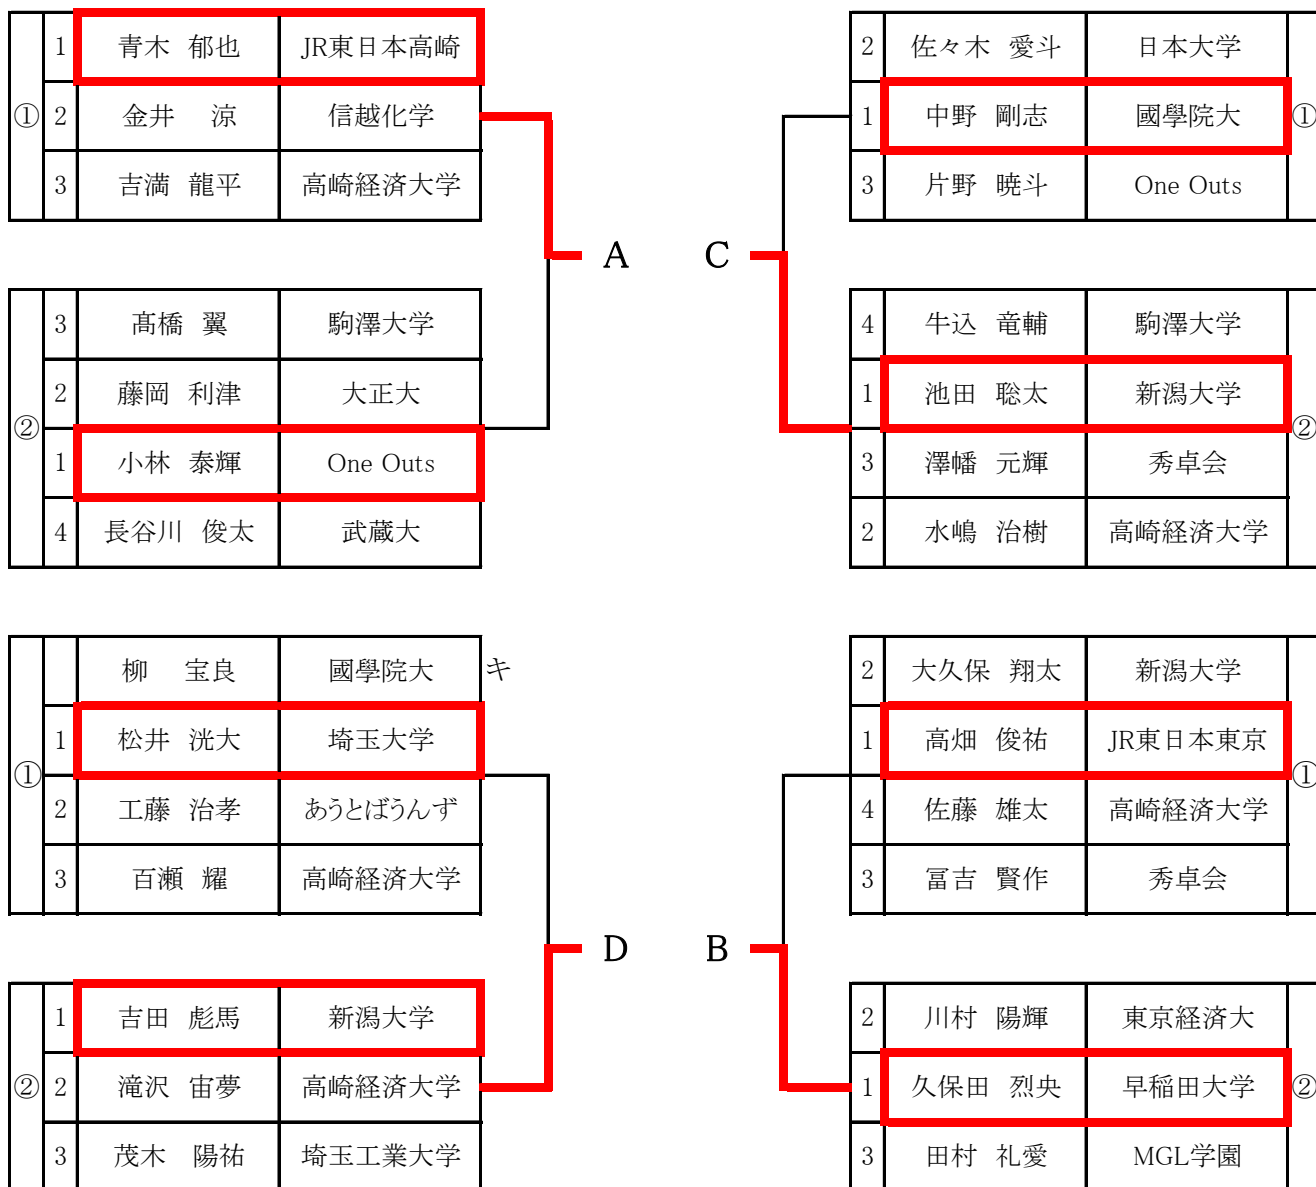 1 青木 郁也 JR東日本高崎
① 2 金井 涼 信越化学
3 吉満 龍平 高崎経済大学
A
3 髙橋 翼 駒澤大学
2 藤岡 利津 大正大
②
1 小林 泰輝 One Outs
4 長谷川 俊太 武蔵大
2 佐々木 愛斗 日本大学
1 中野 剛志 國學院大 ①
3 片野 暁斗 One Outs
C
4 牛込 竜輔 駒澤大学
1 池田 聡太 新潟大学
②
3 澤幡 元輝 秀卓会
2 水嶋 治樹 高崎経済大学
柳 宝良 國學院大 キ
1 松井 洸大 埼玉大学
①
2 工藤 治孝 あうとばうんず
3 百瀬 耀 高崎経済大学
D
1 吉田 彪馬 新潟大学
② 2 滝沢 宙夢 高崎経済大学
3 茂木 陽祐 埼玉工業大学
2 大久保 翔太 新潟大学
1 高畑 俊祐 JR東日本東京
①
4 佐藤 雄太 高崎経済大学
3 冨吉 賢作 秀卓会
B
2 川村 陽輝 東京経済大
1 久保田 烈央 早稲田大学 ②
3 田村 礼愛 MGL学園